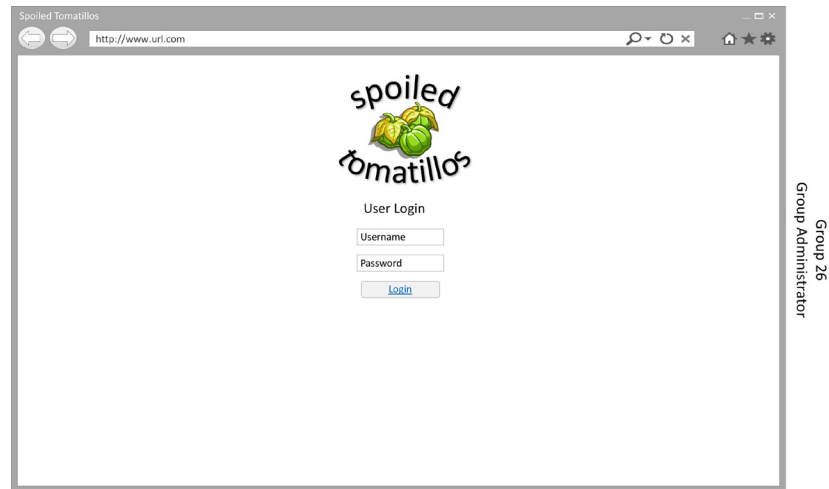 Spoiled Tomatillos
http://www.url.com
spoiled
tomatillos
User Login
Username
Password
Login
Group 26
Group Administrator